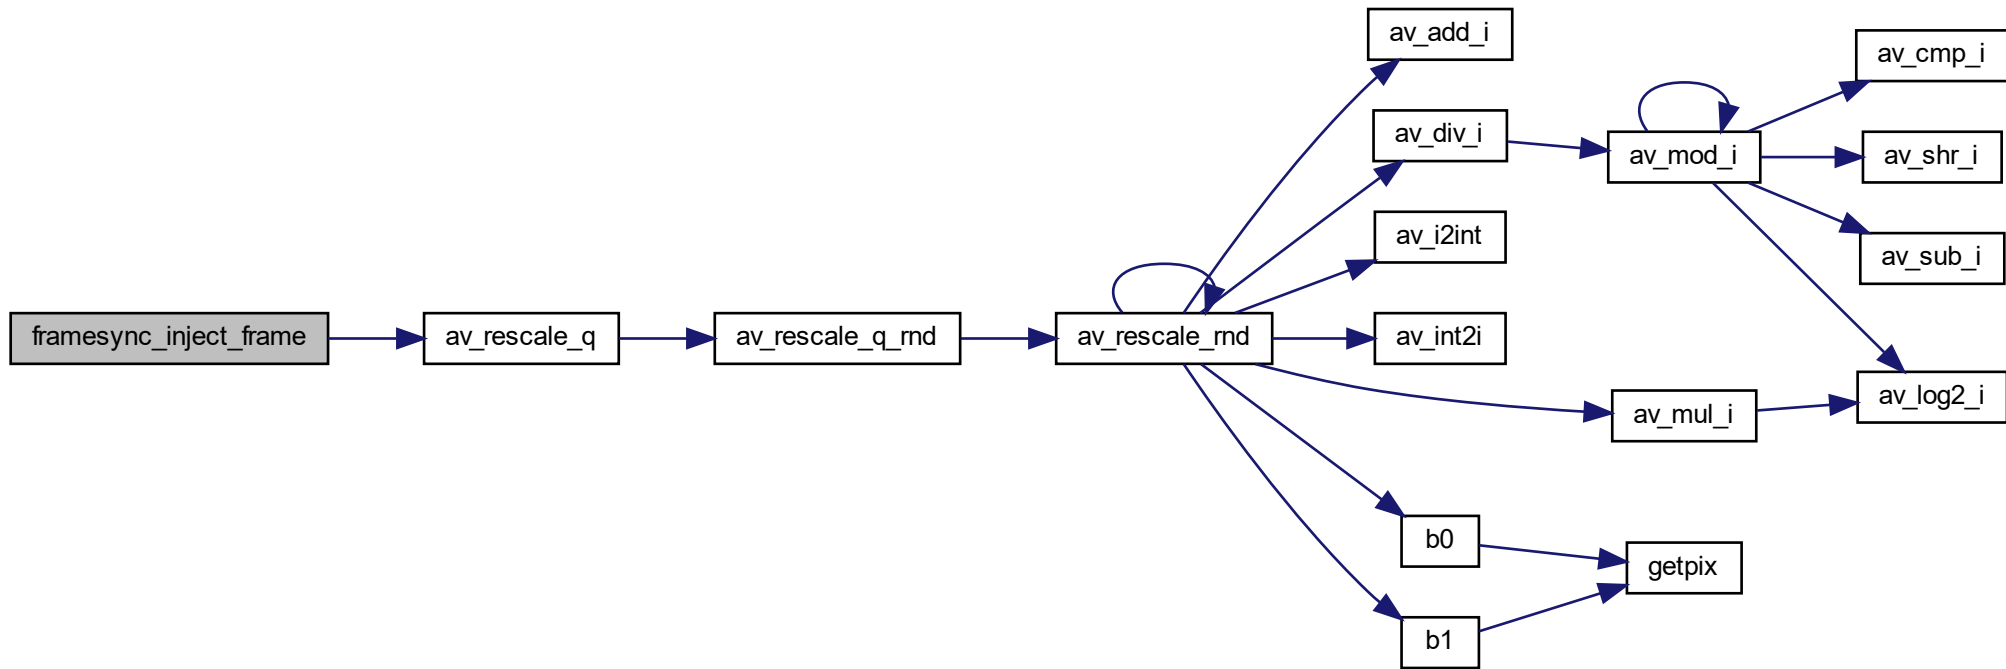 framesync_inject_frame
av_rescale_q
av_rescale_q_rnd
av_rescale_rnd
av_add_i
av_div_i
av_i2int
av_int2i
av_mul_i
b0
b1
av_mod_i
getpix
av_cmp_i
av_shr_i
av_sub_i
av_log2_i